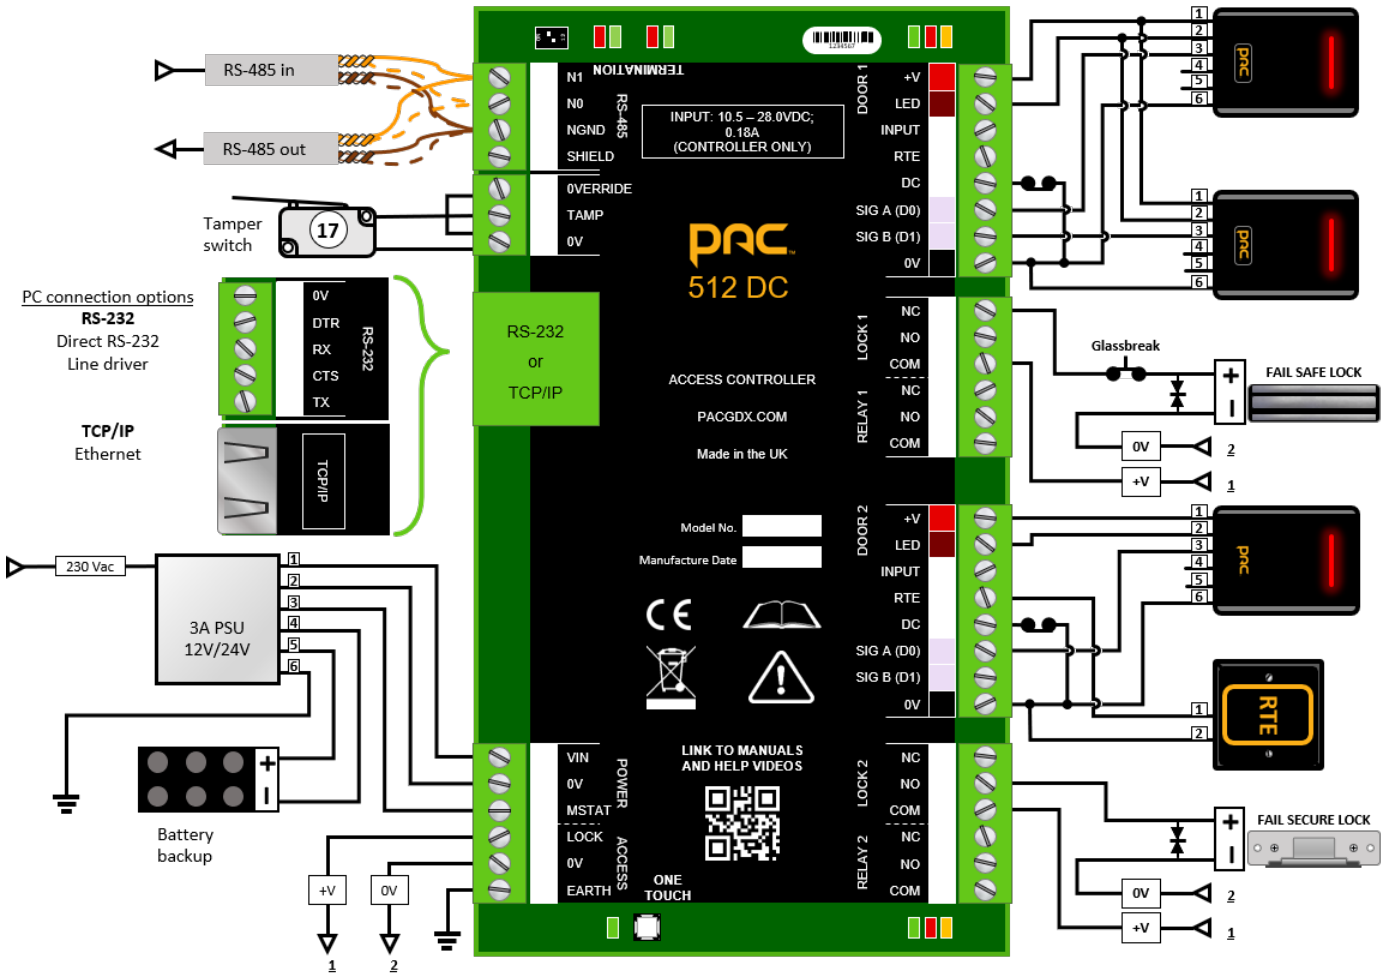 RS-485 in
RS-485 out
Tamper
switch
17
PC connection options
RS-232
Direct RS-232
Line driver
TCP/IP
Ethernet
0V
DTR
RX
CTS
TX
RS-232
TCP/IP
230 Vac
3A PSU
12V/24V
1
2
3
4
5
6
+
−
Battery
backup
+V
0V
1
2
TERMINATION
N1
N0
NGND
SHIELD
RS-485
0VERRIDE
TAMP
0V
RS-232
or
TCP/IP
VIN
0V
MSTAT
POWER
LOCK
0V
EARTH
ACCESS
1234567
INPUT: 10.5 – 28.0VDC;
0.18A
(CONTROLLER ONLY)
pac
512 DC
ACCESS CONTROLLER
PACGDX.COM
Made in the UK
Model No.
Manufacture Date
CE
LINK TO MANUALS
AND HELP VIDEOS
ONE
TOUCH
DOOR 1
+V
LED
INPUT
RTE
DC
SIG A (D0)
SIG B (D1)
0V
LOCK 1
NC
NO
COM
RELAY 1
NC
NO
COM
DOOR 2
+V
LED
INPUT
RTE
DC
SIG A (D0)
SIG B (D1)
0V
LOCK 2
NC
NO
COM
RELAY 2
NC
NO
COM
1
2
3
4
5
6
pac
1
2
3
4
5
6
pac
Glassbreak
+
−
FAIL SAFE LOCK
0V
2
+V
1
1
2
3
4
5
6
pac
1
2
RTE
+
−
FAIL SECURE LOCK
0V
2
+V
1